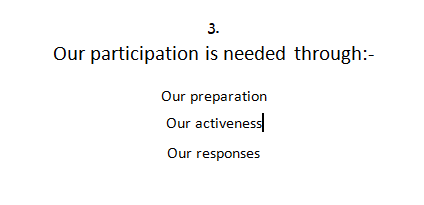 3.
Our participation is needed through:-
Our preparation
Our activeness
Our responses